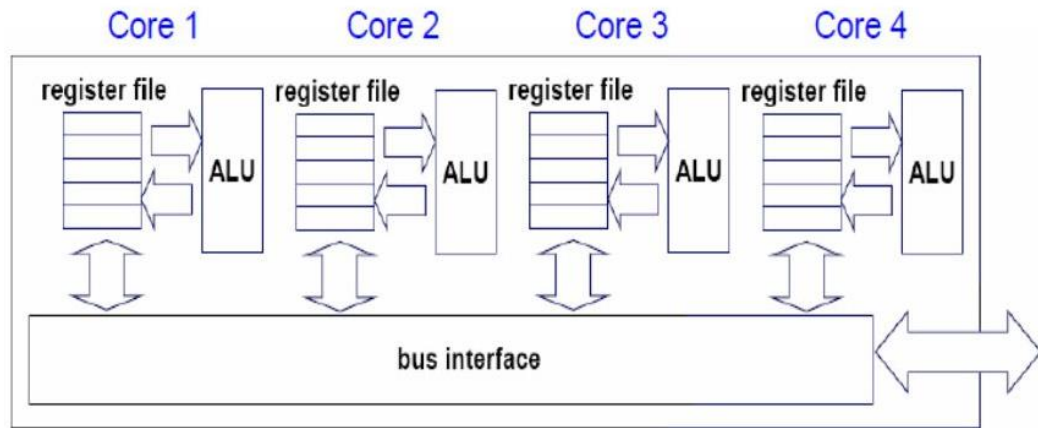 Core 1 Core 2 Core 3 Core 4
register file register file register file register file
ALU ALU ALU ALU
bus interface